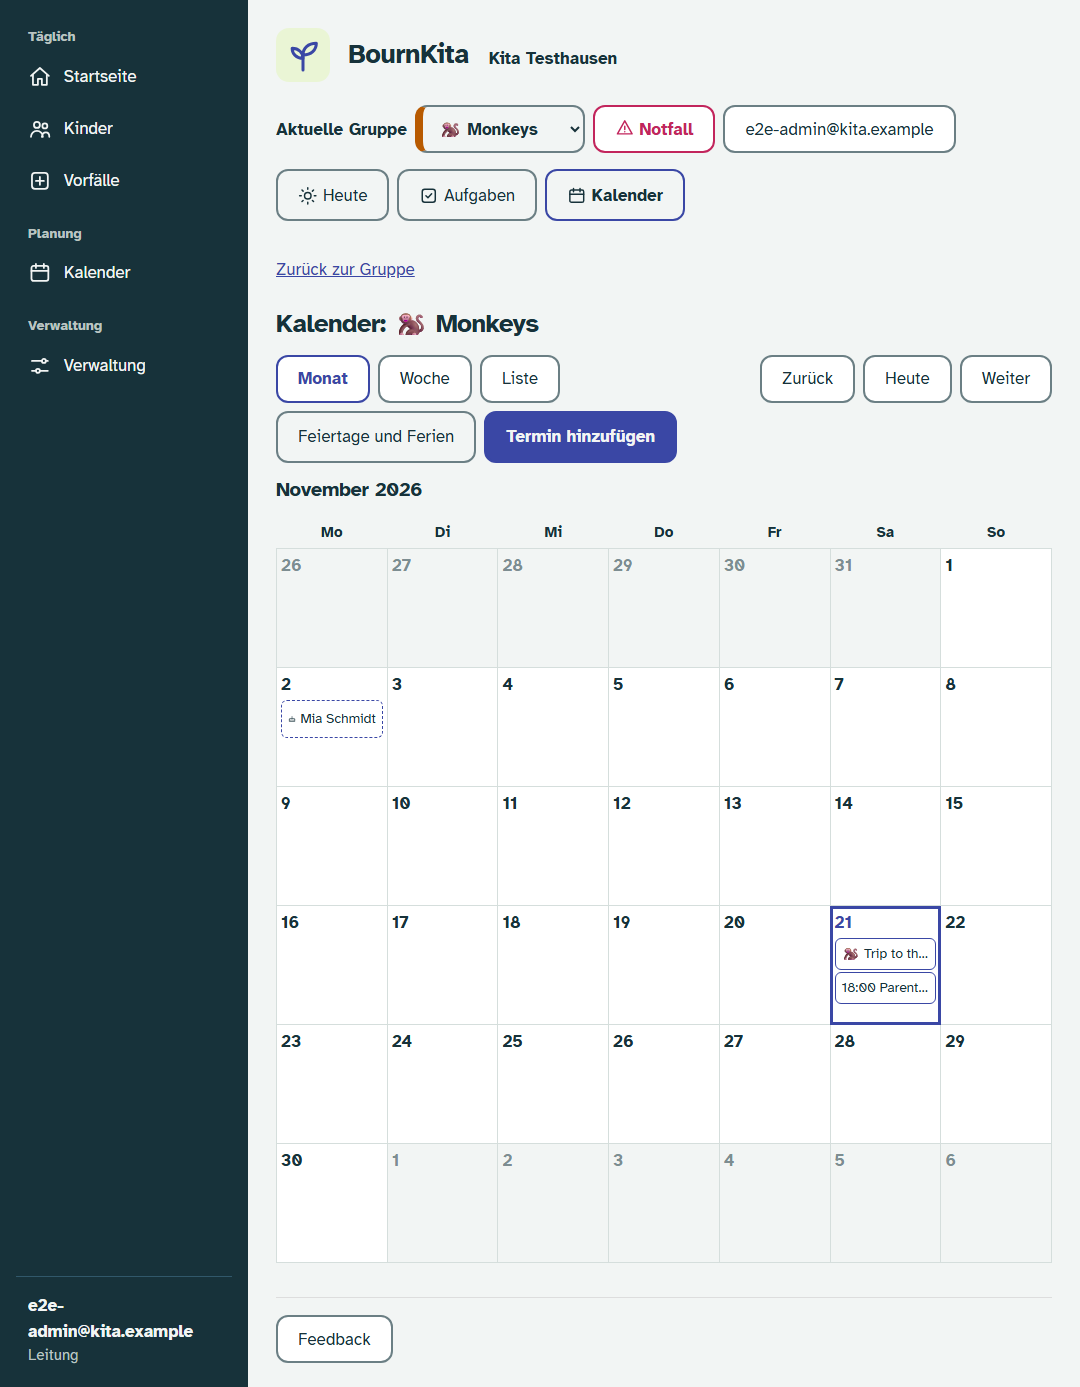 Täglich
Startseite
Kinder
Vorfälle
Planung
Kalender
Verwaltung
Verwaltung
e2e-
admin@kita.example
Leitung
BournKita Kita Testhausen
Aktuelle Gruppe Monkeys Notfall e2e-admin@kita.example
Heute Aufgaben Kalender
Zurück zur Gruppe
Kalender: Monkeys
Monat Woche Liste Zurück Heute Weiter
Feiertage und Ferien Termin hinzufügen
November 2026
Mo Di Mi Do Fr Sa So
26 27 28 29 30 31 1
2 3 4 5 6 7 8
Mia Schmidt
9 10 11 12 13 14 15
16 17 18 19 20 21 22
Trip to th...
18:00 Parent...
23 24 25 26 27 28 29
30 1 2 3 4 5 6
Feedback